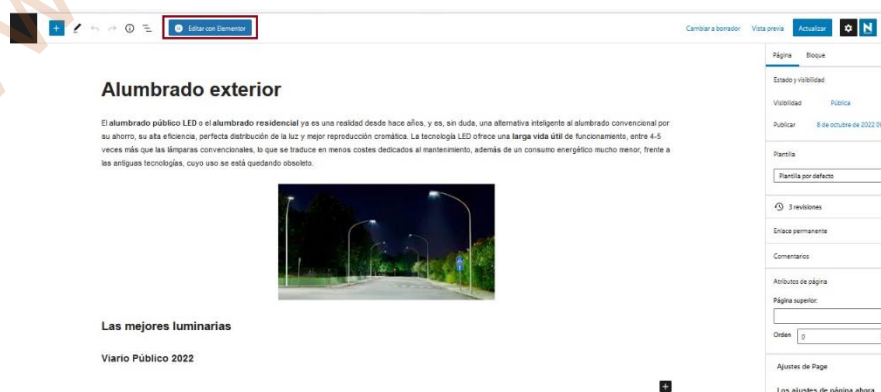 Editar con Elementor
Cambiar a borrador Vista previa Actualizar
Página Bloque
Alumbrado exterior
El alumbrado público LED o el alumbrado residencial ya es una realidad desde hace años, y es, sin duda, una alternativa inteligente al alumbrado convencional por
su ahorro, su alta eficiencia, perfecta distribución de la luz y mejor reproducción cromática. La tecnología LED ofrece una larga vida útil de funcionamiento, entre 4-5
veces más que las lámparas convencionales, lo que se traduce en menos costes dedicados al mantenimiento, además de un consumo energético mucho menor, frente a
las antiguas tecnologías, cuyo uso se está quedando obsoleto.
Las mejores luminarias
Viario Público 2022
Estado y visibilidad
Visibilidad Pública
Publicar 8 de octubre de 2022
Plantilla
Plantilla por defecto
3 revisiones
Enlace permanente
Comentarios
Atributos de página
Página superior:
Orden 0
Ajustes de Page
Los ajustes de página ahora